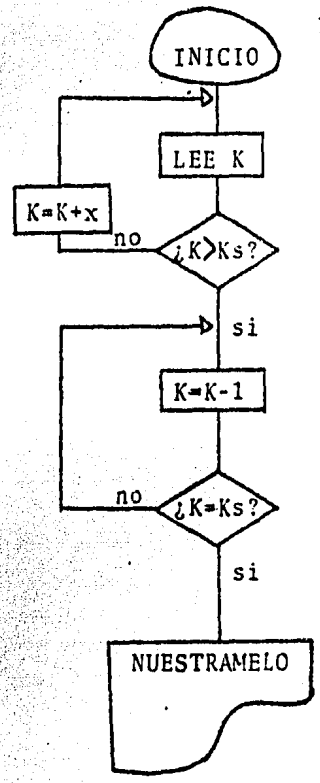 INICIO
LEE K
K=K+x
no
¿K>Ks?
si
K=K-1
no
¿K=Ks?
si
NUESTRAMELO